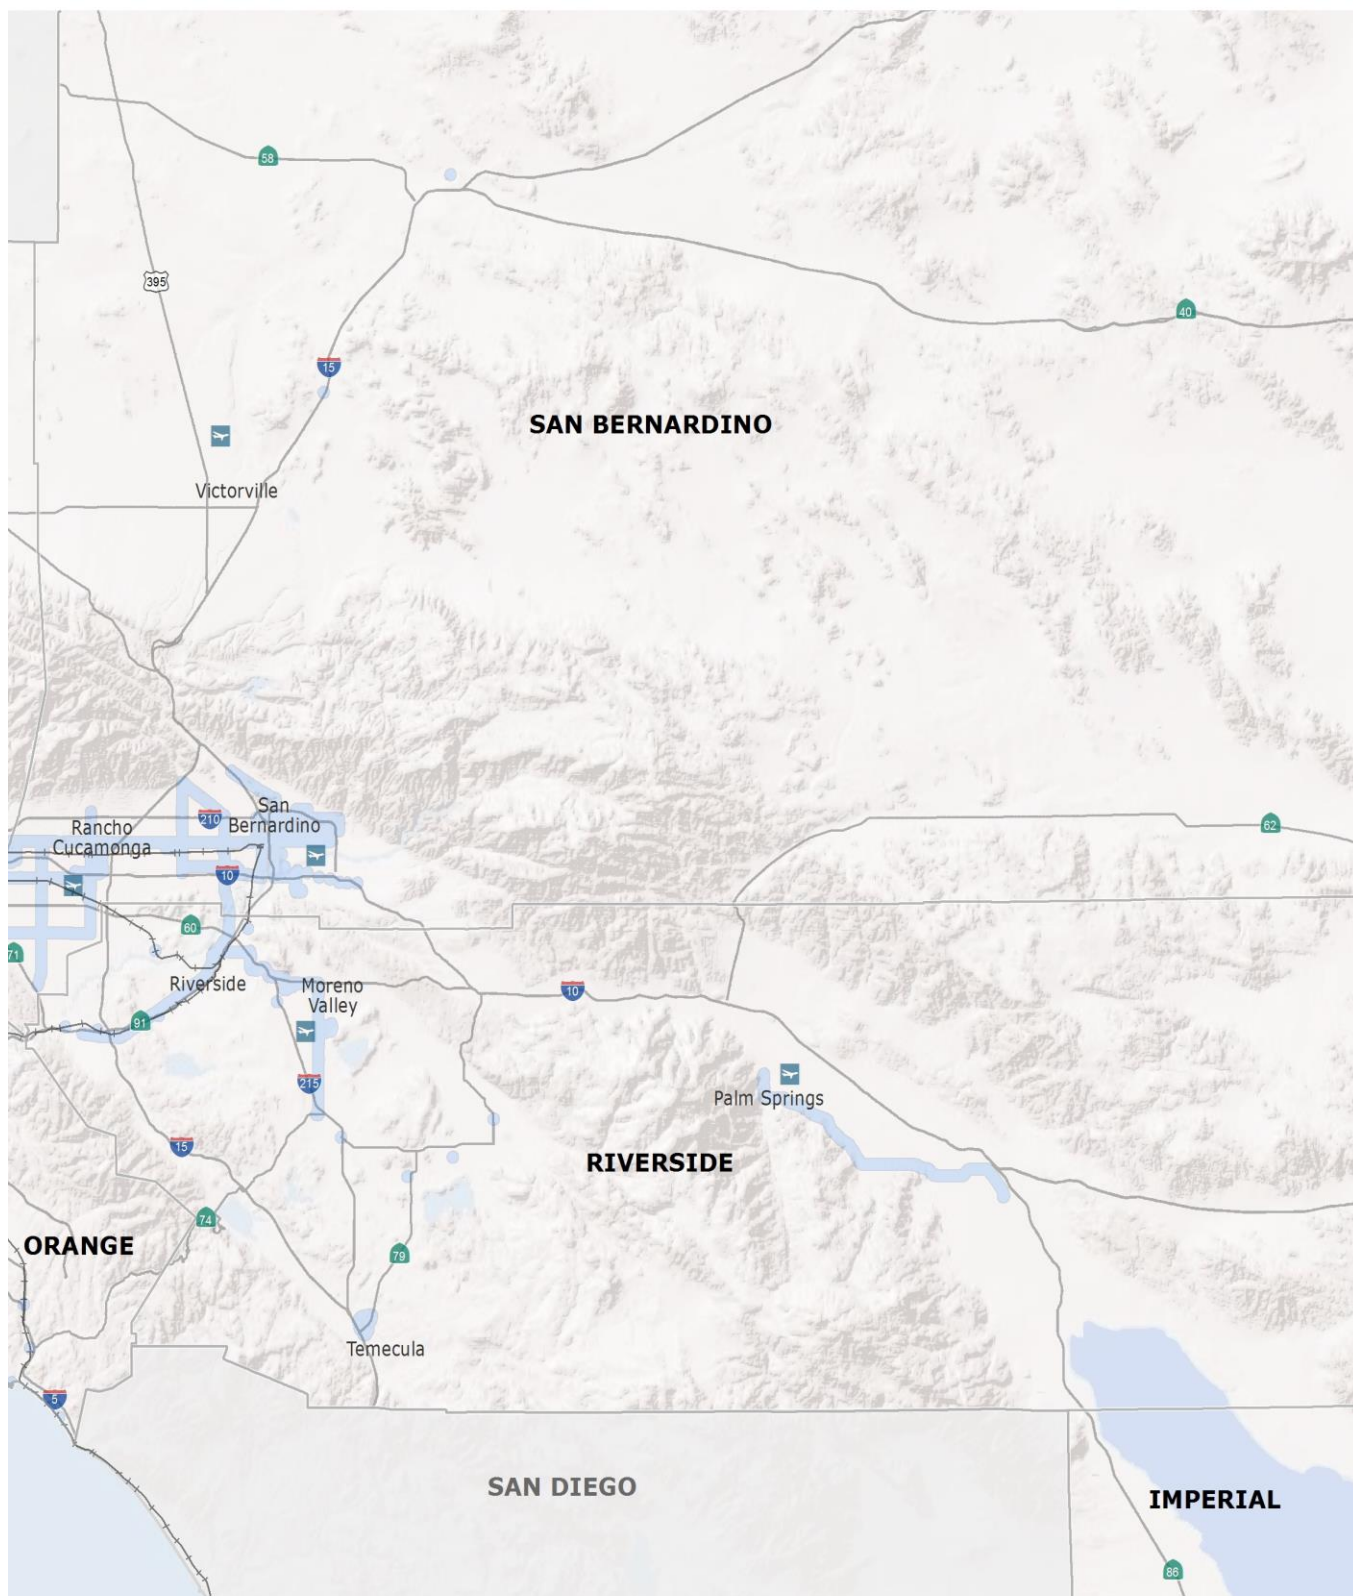 58
395
40
15
SAN BERNARDINO
Victorville
San
Bernardino
210
Rancho
Cucamonga
62
10
60
71
Riverside
Moreno
Valley
10
91
215
Palm Springs
15
RIVERSIDE
74
ORANGE
79
Temecula
5
SAN DIEGO
IMPERIAL
86